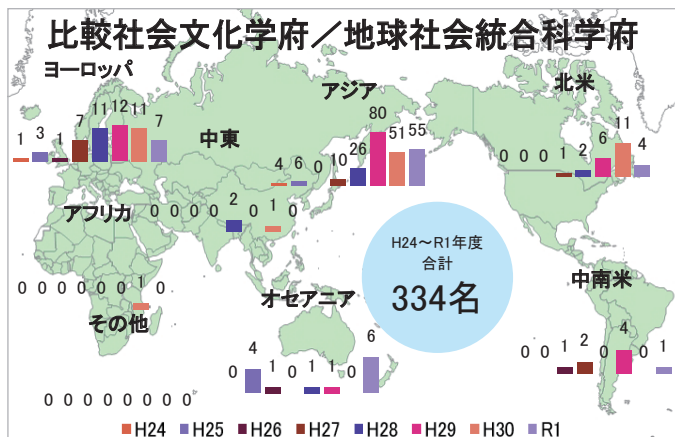 比較社会文化学府／地球社会統合科学府
ヨーロッパ
1 3 1 7 11 12 11 7
中東
0 0 0 0 2 0 1 0
アジア
4 6 0 10 26 80 51 55
北米
0 0 0 1 2 6 11 4
アフリカ
0 0 0 0 0 0 1 0
H24～R1年度
合計
334名
オセアニア
0 4 1 0 1 1 0 6
中南米
0 0 1 2 0 4 0 1
その他
0 0 0 0 0 0 0 0
H24 H25 H26 H27 H28 H29 H30 R1